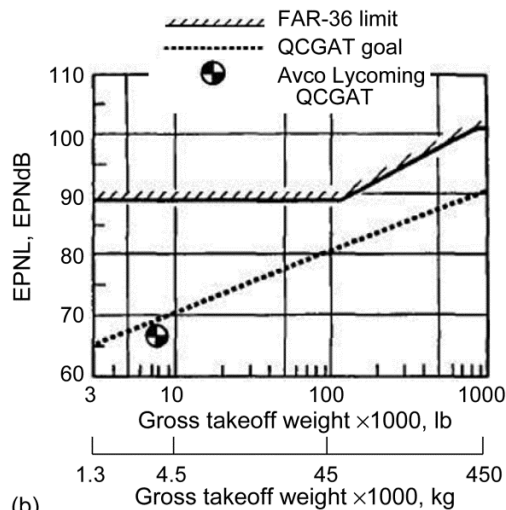 FAR-36 limit
QCGAT goal
Avco Lycoming
QCGAT
110
100
90
80
70
60
EPNL, EPNdB
3 10 100 1000
Gross takeoff weight ×1000, lb
1.3 4.5 45 450
Gross takeoff weight ×1000, kg
(b)